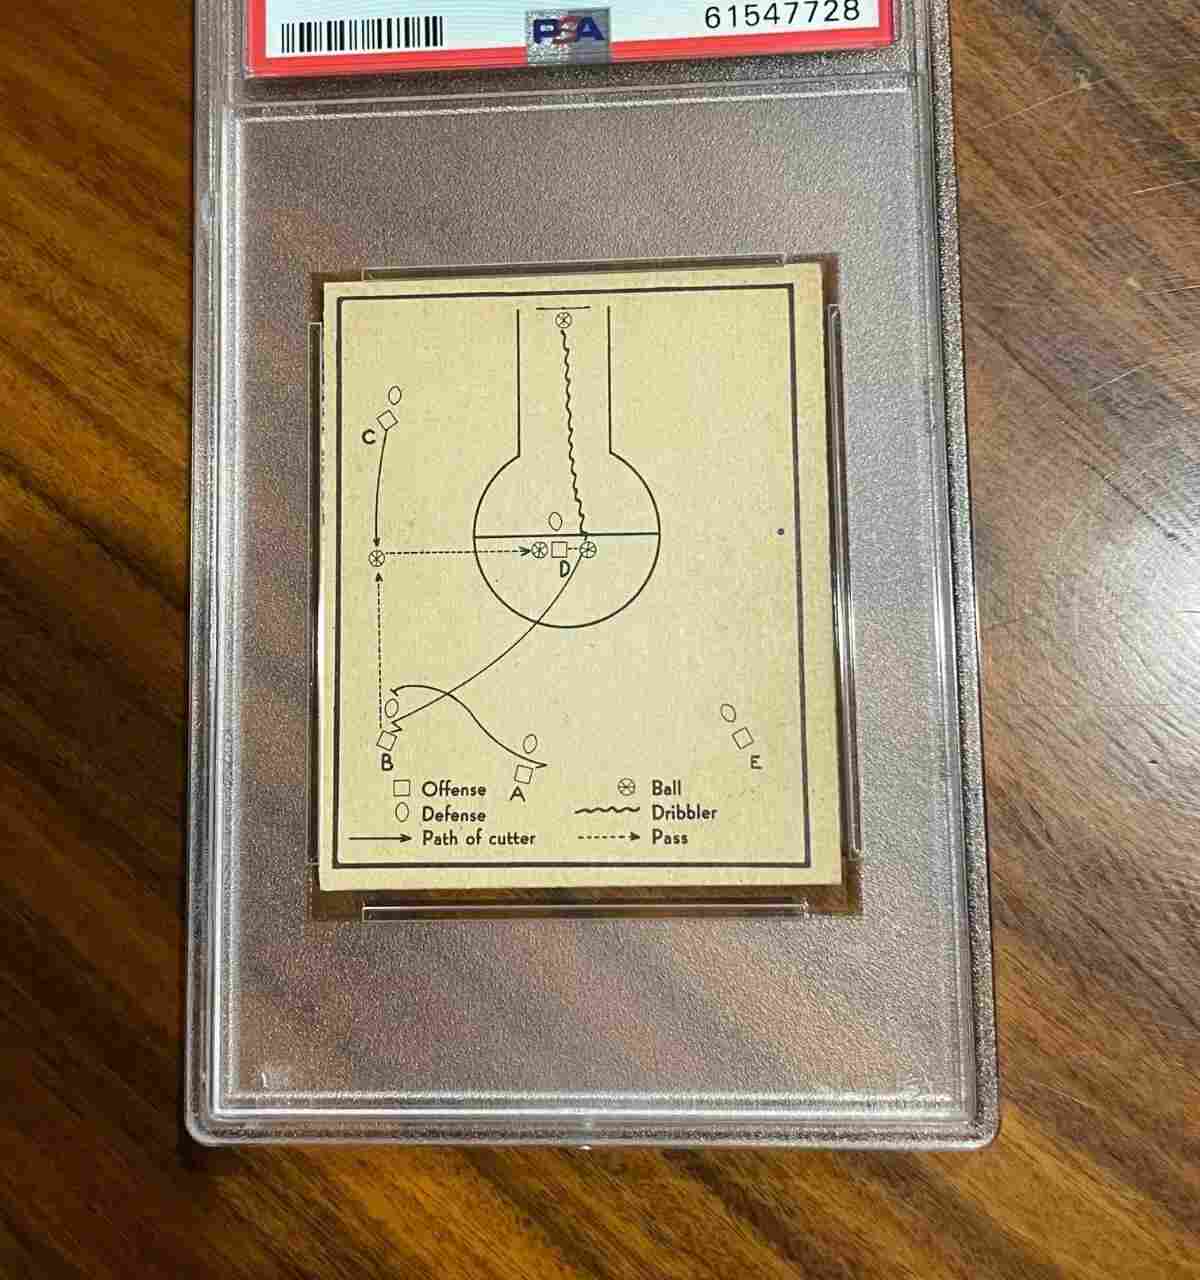 PSA
61547728
C
D
B
A
E
Offense
Defense
Path of cutter
Ball
Dribbler
Pass